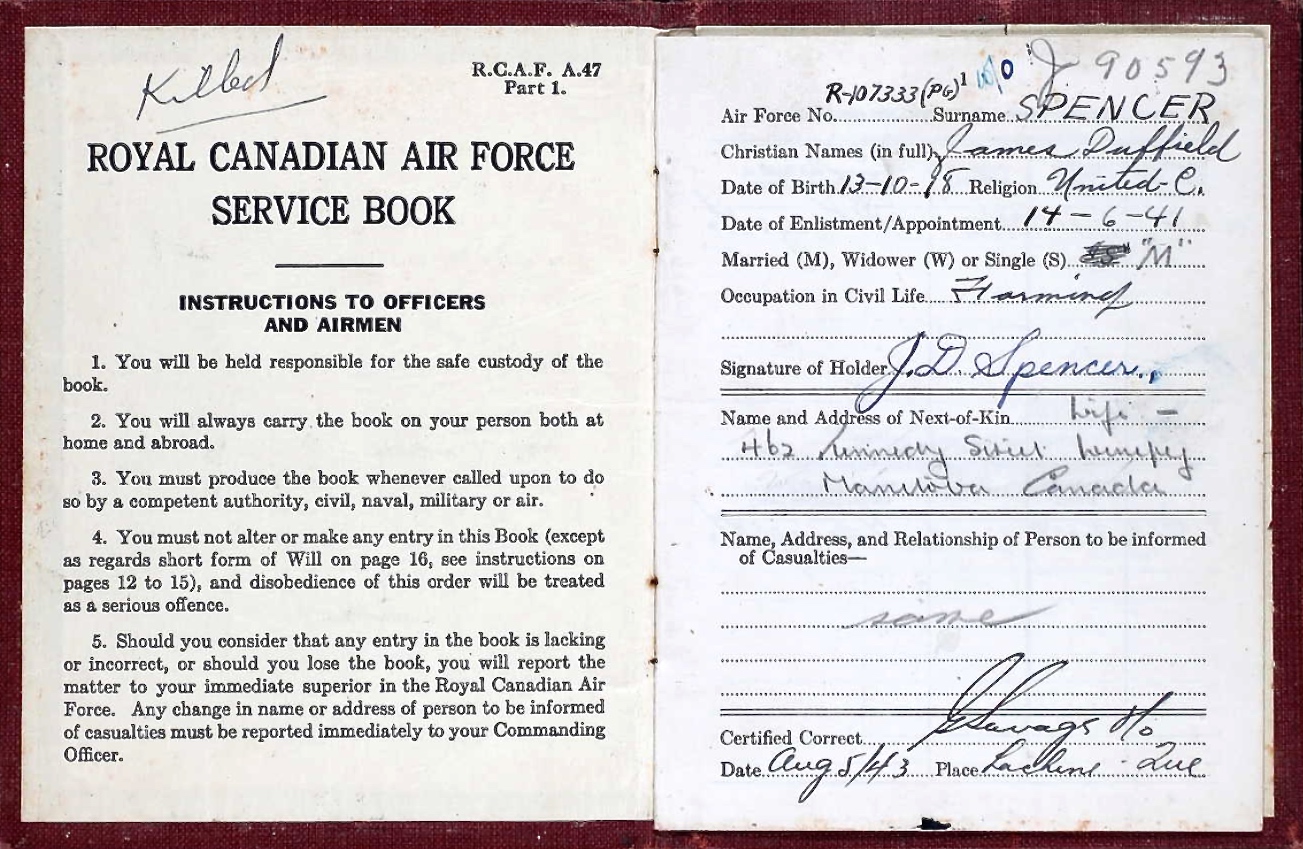 Killed
R.C.A.F. A.47
Part 1.
ROYAL CANADIAN AIR FORCE
SERVICE BOOK
INSTRUCTIONS TO OFFICERS
AND AIRMEN
1. You will be held responsible for the safe custody of the
book.
2. You will always carry the book on your person both at
home and abroad.
3. You must produce the book whenever called upon to do
so by a competent authority, civil, naval, military or air.
4. You must not alter or make any entry in this Book (except
as regards short form of Will on page 16, see instructions on
pages 12 to 15), and disobedience of this order will be treated
as a serious offence.
5. Should you consider that any entry in the book is lacking
or incorrect, or should you lose the book, you will report the
matter to your immediate superior in the Royal Canadian Air
Force. Any change in name or address of person to be informed
of casualties must be reported immediately to your Commanding
Officer.
J 90593
Air Force No. R-107333 (PG) Surname SPENCER
Christian Names (in full) James Duffield
Date of Birth 13-10-18 Religion United-C.
Date of Enlistment/Appointment 14-6-41
Married (M), Widower (W) or Single (S) "M"
Occupation in Civil Life Farming
Signature of Holder J.D. Spencer.
Name and Address of Next-of-Kin Wife -
462 Kennedy Street Winnipeg
Manitoba Canada
Name, Address, and Relationship of Person to be informed
of Casualties—
same
Certified Correct Savage F/O
Date Aug 5/43 Place Lachine - Que